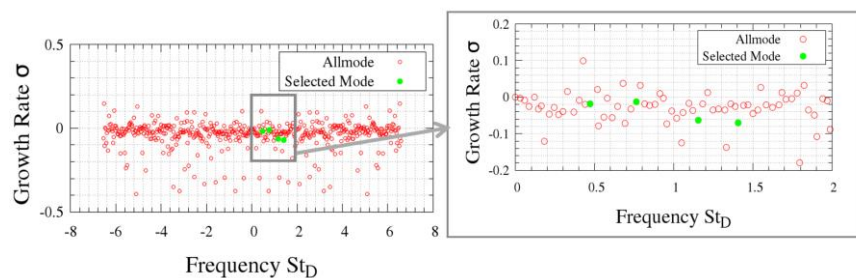 0.5
Allmode
Selected Mode
0
-0.5
-8 -6 -4 -2 0 2 4 6 8
Growth Rate σ
Frequency St_D
0.2
Allmode
Selected Mode
0.1
0
-0.1
-0.2
0 0.5 1 1.5 2
Growth Rate σ
Frequency St_D